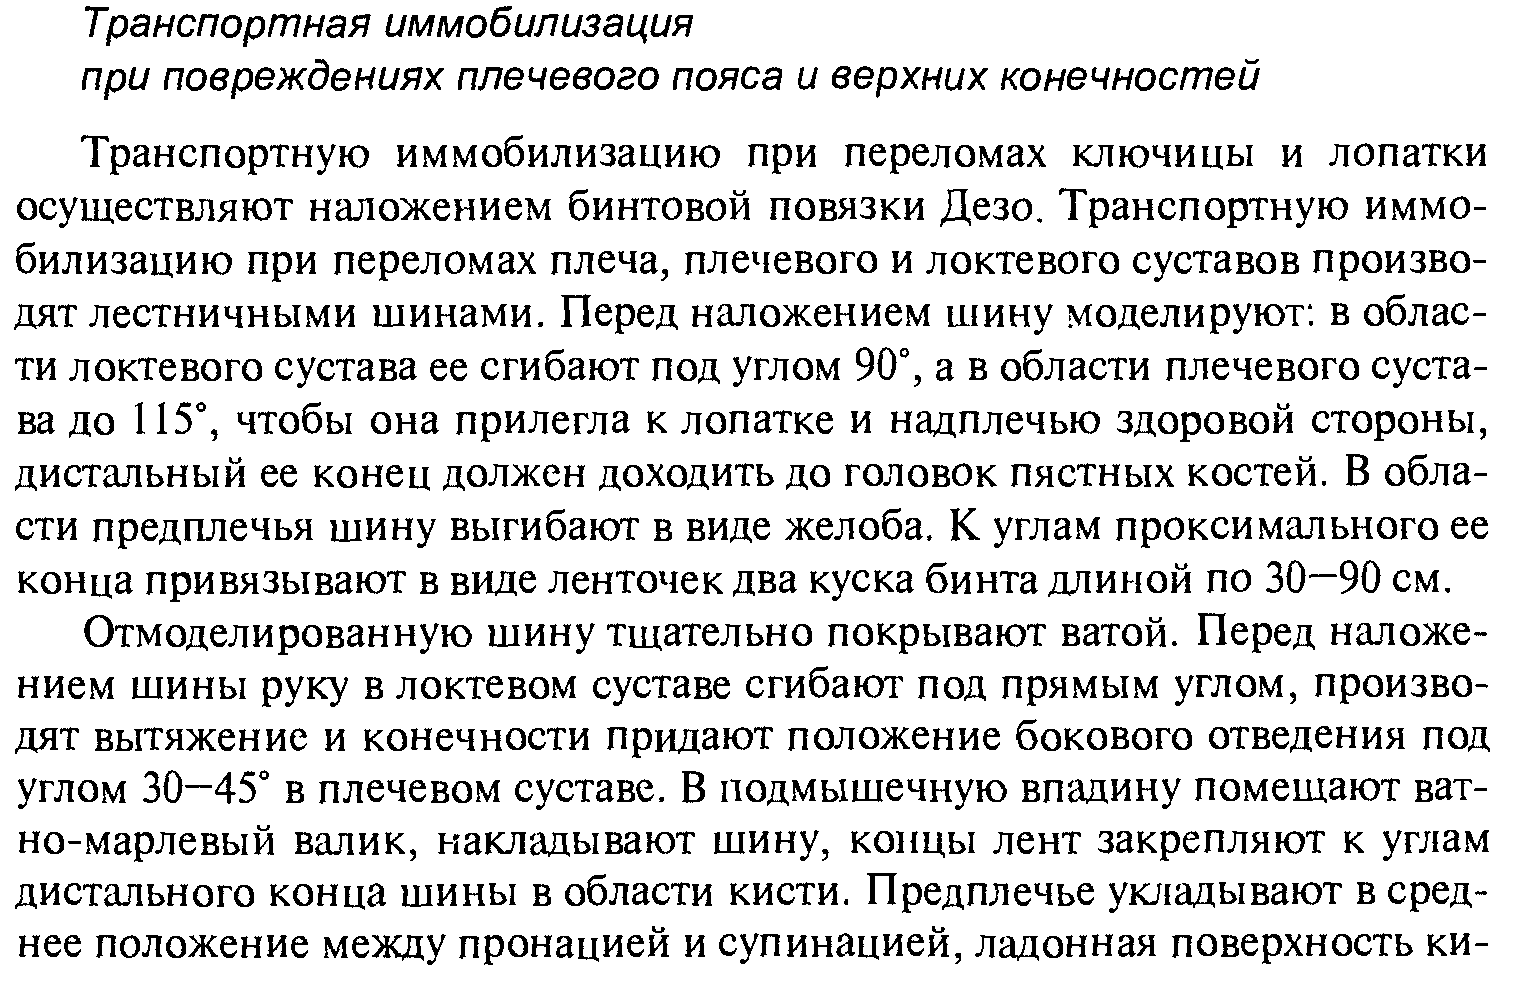 Транспортная иммобилизация
при повреждениях плечевого пояса и верхних конечностей
Транспортную иммобилизацию при переломах ключицы и лопатки
осуществляют наложением бинтовой повязки Дезо. Транспортную иммо-
билизацию при переломах плеча, плечевого и локтевого суставов произво-
дят лестничными шинами. Перед наложением шину моделируют: в облас-
ти локтевого сустава ее сгибают под углом 90°, а в области плечевого суста-
ва до 115°, чтобы она прилегла к лопатке и надплечью здоровой стороны,
дистальный ее конец должен доходить до головок пястных костей. В обла-
сти предплечья шину выгибают в виде желоба. К углам проксимального ее
конца привязывают в виде ленточек два куска бинта длиной по 30—90 см.
Отмоделированную шину тщательно покрывают ватой. Перед наложе-
нием шины руку в локтевом суставе сгибают под прямым углом, произво-
дят вытяжение и конечности придают положение бокового отведения под
углом 30—45° в плечевом суставе. В подмышечную впадину помещают ват-
но-марлевый валик, накладывают шину, концы лент закрепляют к углам
дистального конца шины в области кисти. Предплечье укладывают в сред-
нее положение между пронацией и супинацией, ладонная поверхность ки-